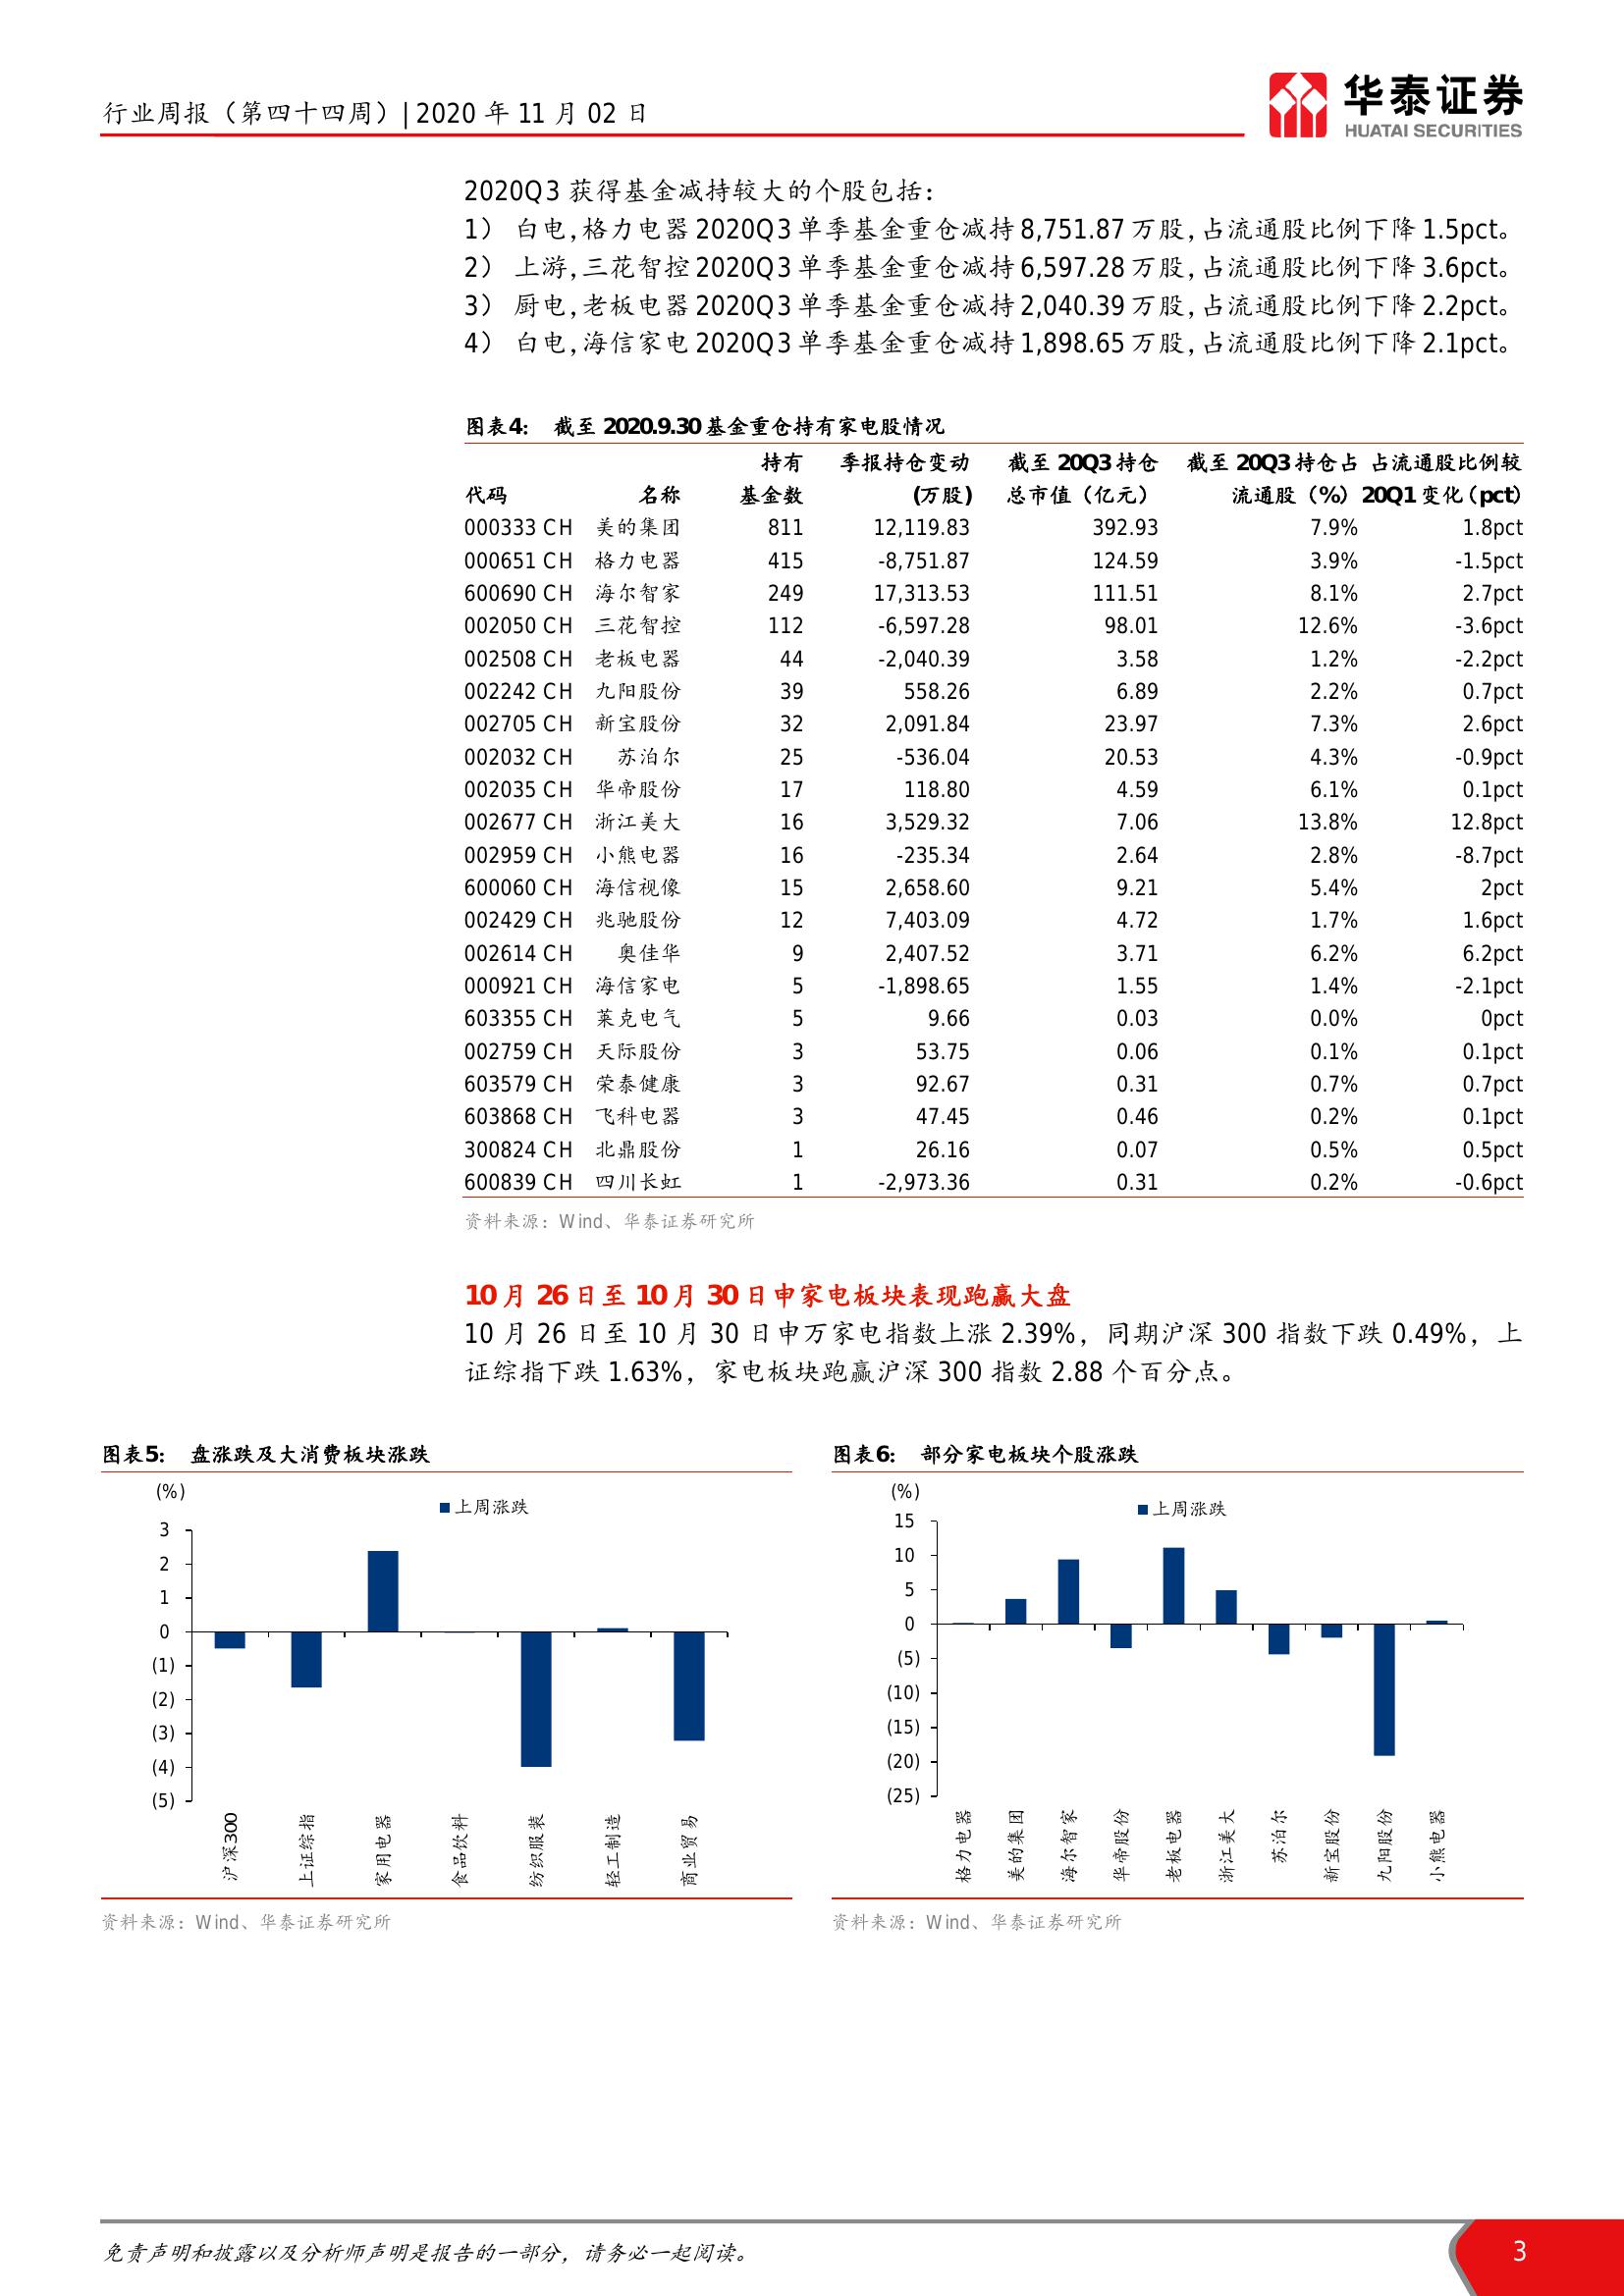 行业周报（第四十四周）| 2020 年 11 月 02 日
华泰证券
HUATAI SECURITIES
2020Q3 获得基金减持较大的个股包括：
1） 白电，格力电器 2020Q3 单季基金重仓减持 8,751.87 万股，占流通股比例下降 1.5pct。
2） 上游，三花智控 2020Q3 单季基金重仓减持 6,597.28 万股，占流通股比例下降 3.6pct。
3） 厨电，老板电器 2020Q3 单季基金重仓减持 2,040.39 万股，占流通股比例下降 2.2pct。
4） 白电，海信家电 2020Q3 单季基金重仓减持 1,898.65 万股，占流通股比例下降 2.1pct。
图表4： 截至 2020.9.30 基金重仓持有家电股情况
持有 季报持仓变动 截至 20Q3 持仓 截至 20Q3 持仓占 占流通股比例较
代码 名称 基金数 (万股) 总市值（亿元） 流通股（%） 20Q1 变化（pct）
000333 CH 美的集团 811 12,119.83 392.93 7.9% 1.8pct
000651 CH 格力电器 415 -8,751.87 124.59 3.9% -1.5pct
600690 CH 海尔智家 249 17,313.53 111.51 8.1% 2.7pct
002050 CH 三花智控 112 -6,597.28 98.01 12.6% -3.6pct
002508 CH 老板电器 44 -2,040.39 3.58 1.2% -2.2pct
002242 CH 九阳股份 39 558.26 6.89 2.2% 0.7pct
002705 CH 新宝股份 32 2,091.84 23.97 7.3% 2.6pct
002032 CH 苏泊尔 25 -536.04 20.53 4.3% -0.9pct
002035 CH 华帝股份 17 118.80 4.59 6.1% 0.1pct
002677 CH 浙江美大 16 3,529.32 7.06 13.8% 12.8pct
002959 CH 小熊电器 16 -235.34 2.64 2.8% -8.7pct
600060 CH 海信视像 15 2,658.60 9.21 5.4% 2pct
002429 CH 兆驰股份 12 7,403.09 4.72 1.7% 1.6pct
002614 CH 奥佳华 9 2,407.52 3.71 6.2% 6.2pct
000921 CH 海信家电 5 -1,898.65 1.55 1.4% -2.1pct
603355 CH 莱克电气 5 9.66 0.03 0.0% 0pct
002759 CH 天际股份 3 53.75 0.06 0.1% 0.1pct
603579 CH 荣泰健康 3 92.67 0.31 0.7% 0.7pct
603868 CH 飞科电器 3 47.45 0.46 0.2% 0.1pct
300824 CH 北鼎股份 1 26.16 0.07 0.5% 0.5pct
600839 CH 四川长虹 1 -2,973.36 0.31 0.2% -0.6pct
资料来源：Wind、华泰证券研究所
10 月 26 日至 10 月 30 日申家电板块表现跑赢大盘
10 月 26 日至 10 月 30 日申万家电指数上涨 2.39%，同期沪深 300 指数下跌 0.49%，上
证综指下跌 1.63%，家电板块跑赢沪深 300 指数 2.88 个百分点。
图表5： 盘涨跌及大消费板块涨跌
(%)
上周涨跌
3
2
1
0
(1)
(2)
(3)
(4)
(5)
沪深300
上证综指
家用电器
食品饮料
纺织服装
轻工制造
商业贸易
资料来源：Wind、华泰证券研究所
图表6： 部分家电板块个股涨跌
(%)
上周涨跌
15
10
5
0
(5)
(10)
(15)
(20)
(25)
格力电器
美的集团
海尔智家
华帝股份
老板电器
浙江美大
苏泊尔
新宝股份
九阳股份
小熊电器
资料来源：Wind、华泰证券研究所
免责声明和披露以及分析师声明是报告的一部分，请务必一起阅读。
3